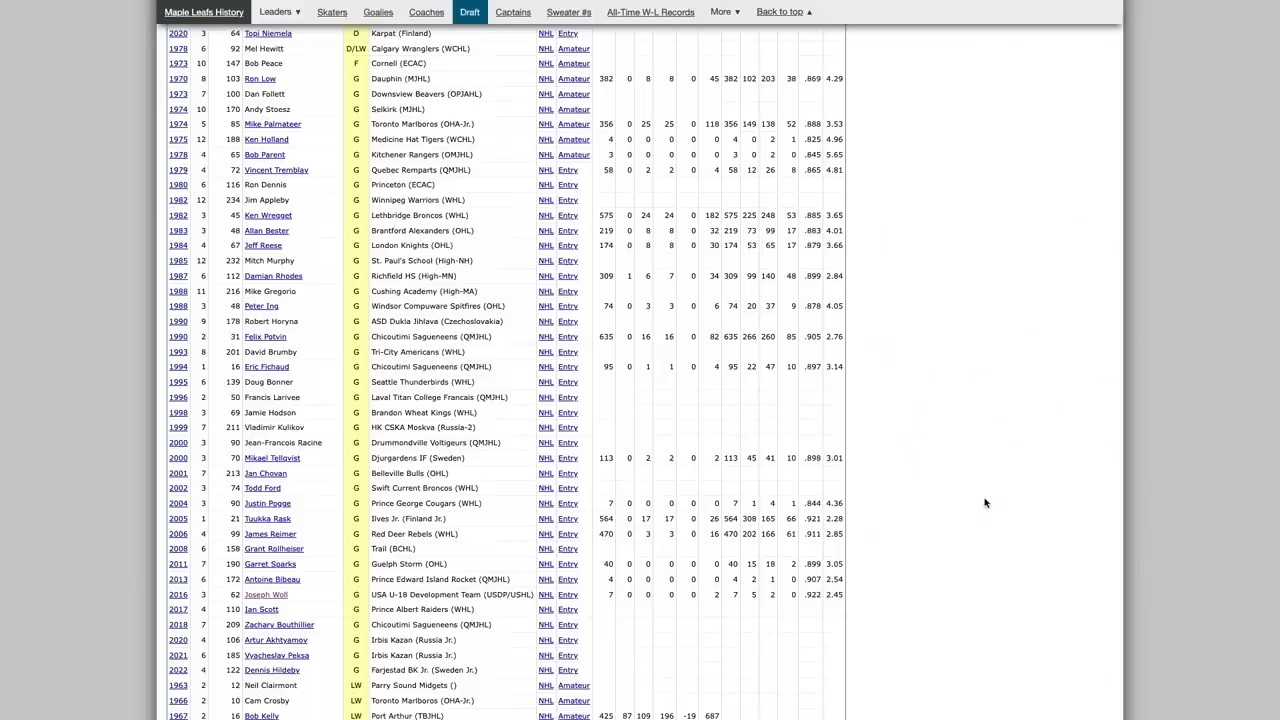 Maple Leafs History Leaders ▼ Skaters Goalies Coaches Draft Captains Sweater #s All-Time W-L Records More ▼ Back to top ▲
2020 3 64 Topi Niemela D Karpat (Finland) NHL Entry
1978 6 92 Mel Hewitt D/LW Calgary Wranglers (WCHL) NHL Amateur
1973 10 147 Bob Peace F Cornell (ECAC) NHL Amateur
1970 8 103 Ron Low G Dauphin (MJHL) NHL Amateur 382 0 8 8 0 45 382 102 203 38 .869 4.29
1973 7 100 Dan Follett G Downsview Beavers (OPJAHL) NHL Amateur
1974 10 170 Andy Stoesz G Selkirk (MJHL) NHL Amateur
1974 5 85 Mike Palmateer G Toronto Marlboros (OHA-Jr.) NHL Amateur 356 0 25 25 0 118 356 149 138 52 .888 3.53
1975 12 188 Ken Holland G Medicine Hat Tigers (WCHL) NHL Amateur 4 0 0 0 0 0 4 0 2 1 .825 4.96
1978 4 65 Bob Parent G Kitchener Rangers (OMJHL) NHL Amateur 3 0 0 0 0 0 3 0 2 0 .845 5.65
1979 4 72 Vincent Tremblay G Quebec Remparts (QMJHL) NHL Entry 58 0 2 2 0 4 58 12 26 8 .865 4.81
1980 6 116 Ron Dennis G Princeton (ECAC) NHL Entry
1982 12 234 Jim Appleby G Winnipeg Warriors (WHL) NHL Entry
1982 3 45 Ken Wregget G Lethbridge Broncos (WHL) NHL Entry 575 0 24 24 0 182 575 225 248 53 .885 3.65
1983 3 48 Allan Bester G Brantford Alexanders (OHL) NHL Entry 219 0 8 8 0 32 219 73 99 17 .883 4.01
1984 4 67 Jeff Reese G London Knights (OHL) NHL Entry 174 0 8 8 0 30 174 53 65 17 .879 3.66
1985 12 232 Mitch Murphy G St. Paul's School (High-NH) NHL Entry
1987 6 112 Damian Rhodes G Richfield HS (High-MN) NHL Entry 309 1 6 7 0 34 309 99 140 48 .899 2.84
1988 11 216 Mike Gregorio G Cushing Academy (High-MA) NHL Entry
1988 3 48 Peter Ing G Windsor Compuware Spitfires (OHL) NHL Entry 74 0 3 3 0 6 74 20 37 9 .878 4.05
1990 9 178 Robert Horyna G ASD Dukla Jihlava (Czechoslovakia) NHL Entry
1990 2 31 Felix Potvin G Chicoutimi Sagueneens (QMJHL) NHL Entry 635 0 16 16 0 82 635 266 260 85 .905 2.76
1993 8 201 David Brumby G Tri-City Americans (WHL) NHL Entry
1994 1 16 Eric Fichaud G Chicoutimi Sagueneens (QMJHL) NHL Entry 95 0 1 1 0 4 95 22 47 10 .897 3.14
1995 6 139 Doug Bonner G Seattle Thunderbirds (WHL) NHL Entry
1996 2 50 Francis Larivee G Laval Titan College Francais (QMJHL) NHL Entry
1998 3 69 Jamie Hodson G Brandon Wheat Kings (WHL) NHL Entry
1999 7 211 Vladimir Kulikov G HK CSKA Moskva (Russia-2) NHL Entry
2000 3 90 Jean-Francois Racine G Drummondville Voltigeurs (QMJHL) NHL Entry
2000 3 90 Mikael Tellqvist G Djurgardens IF (Sweden) NHL Entry 113 0 2 2 0 2 113 45 41 10 .898 3.01
2001 7 213 Jan Chovan G Belleville Bulls (OHL) NHL Entry
2002 3 74 Todd Ford G Swift Current Broncos (WHL) NHL Entry
2004 3 90 Justin Pogge G Prince George Cougars (WHL) NHL Entry 7 0 0 0 0 0 7 1 4 1 .844 4.36
2005 1 21 Tuukka Rask G Ilves Jr. (Finland Jr.) NHL Entry 564 0 17 17 0 26 564 308 165 66 .921 2.28
2006 4 99 James Reimer G Red Deer Rebels (WHL) NHL Entry 470 0 3 3 0 16 470 202 166 61 .911 2.85
2008 6 158 Grant Rollheiser G Trail (BCHL) NHL Entry
2011 7 190 Garret Sparks G Guelph Storm (OHL) NHL Entry 40 0 0 0 0 0 40 15 18 2 .899 3.05
2013 6 172 Antoine Bibeau G Prince Edward Island Rocket (QMJHL) NHL Entry 4 0 0 0 0 0 4 2 1 0 .907 2.54
2016 3 62 Joseph Woll G USA U-18 Development Team (USDP/USHL) NHL Entry 7 0 0 0 0 2 7 5 2 0 .922 2.45
2017 4 110 Ian Scott G Prince Albert Raiders (WHL) NHL Entry
2018 7 209 Zachary Bouthillier G Chicoutimi Sagueneens (QMJHL) NHL Entry
2020 4 106 Artur Akhtyamov G Irbis Kazan (Russia Jr.) NHL Entry
2021 6 185 Vyacheslav Peksa G Irbis Kazan (Russia Jr.) NHL Entry
2022 4 122 Dennis Hildeby G Farjestad BK Jr. (Sweden Jr.) NHL Entry
1963 2 12 Neil Clairmont LW Parry Sound Midgets () NHL Amateur
1966 2 10 Cam Crosby LW Toronto Marlboros (OHA-Jr.) NHL Amateur
1967 2 16 Bob Kelly LW Port Arthur (TBJHL) NHL Amateur 425 87 109 196 -19 687